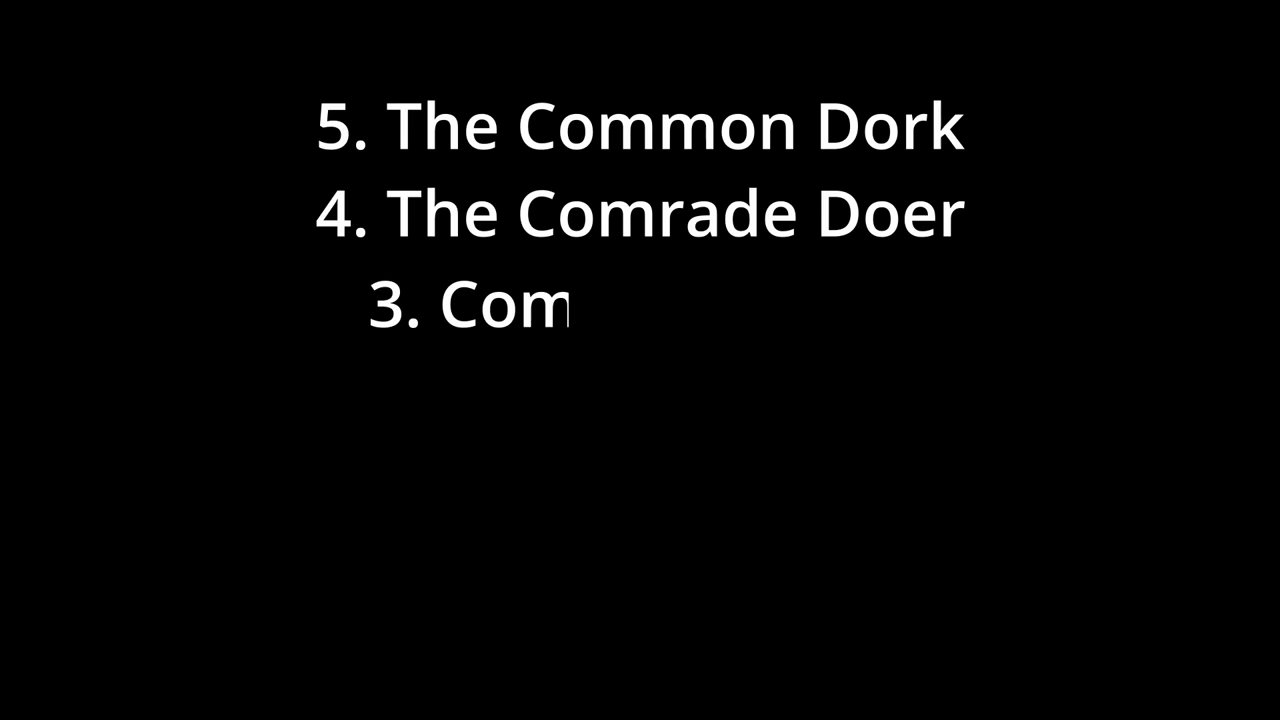 5. The Common Dork
4. The Comrade Doer
3. Com